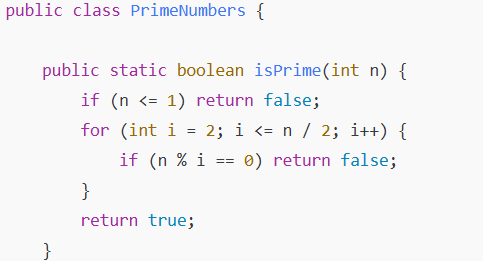 public class PrimeNumbers {
    public static boolean isPrime(int n) {
        if (n <= 1) return false;
        for (int i = 2; i <= n / 2; i++) {
            if (n % i == 0) return false;
        }
        return true;
    }